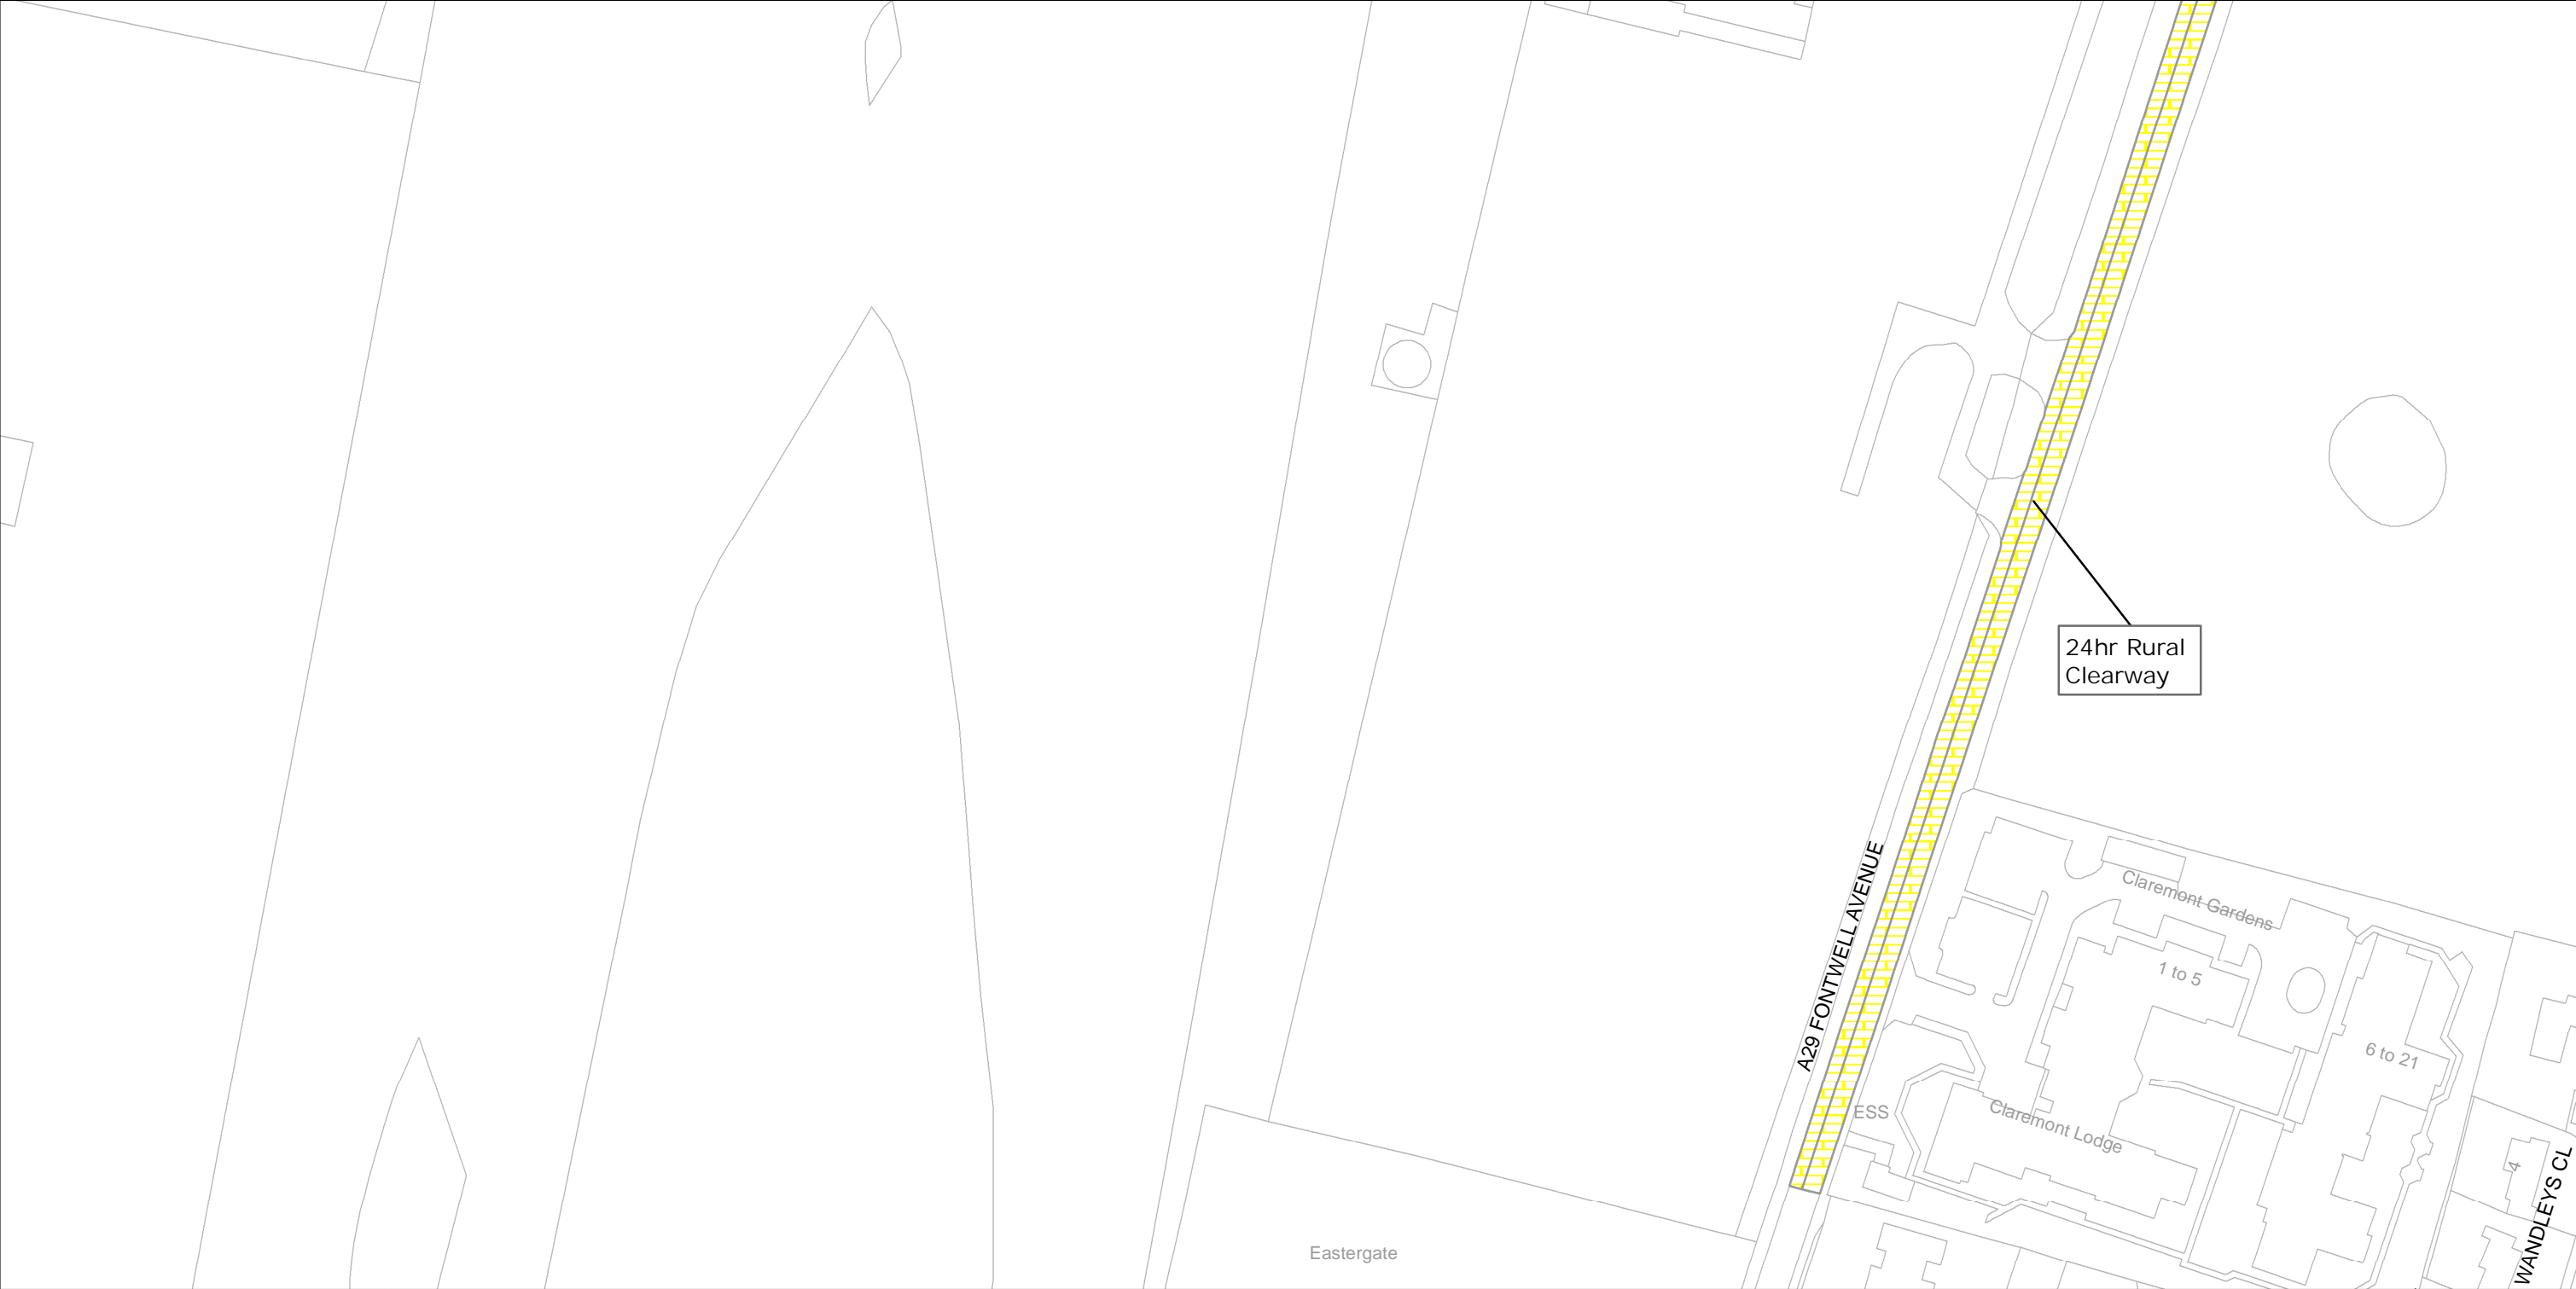 24hr Rural
Clearway
A29 FONTWELL AVENUE
Claremont Gardens
1 to 5
6 to 21
ESS
Claremont Lodge
4
WANDLEYS CL
Eastergate